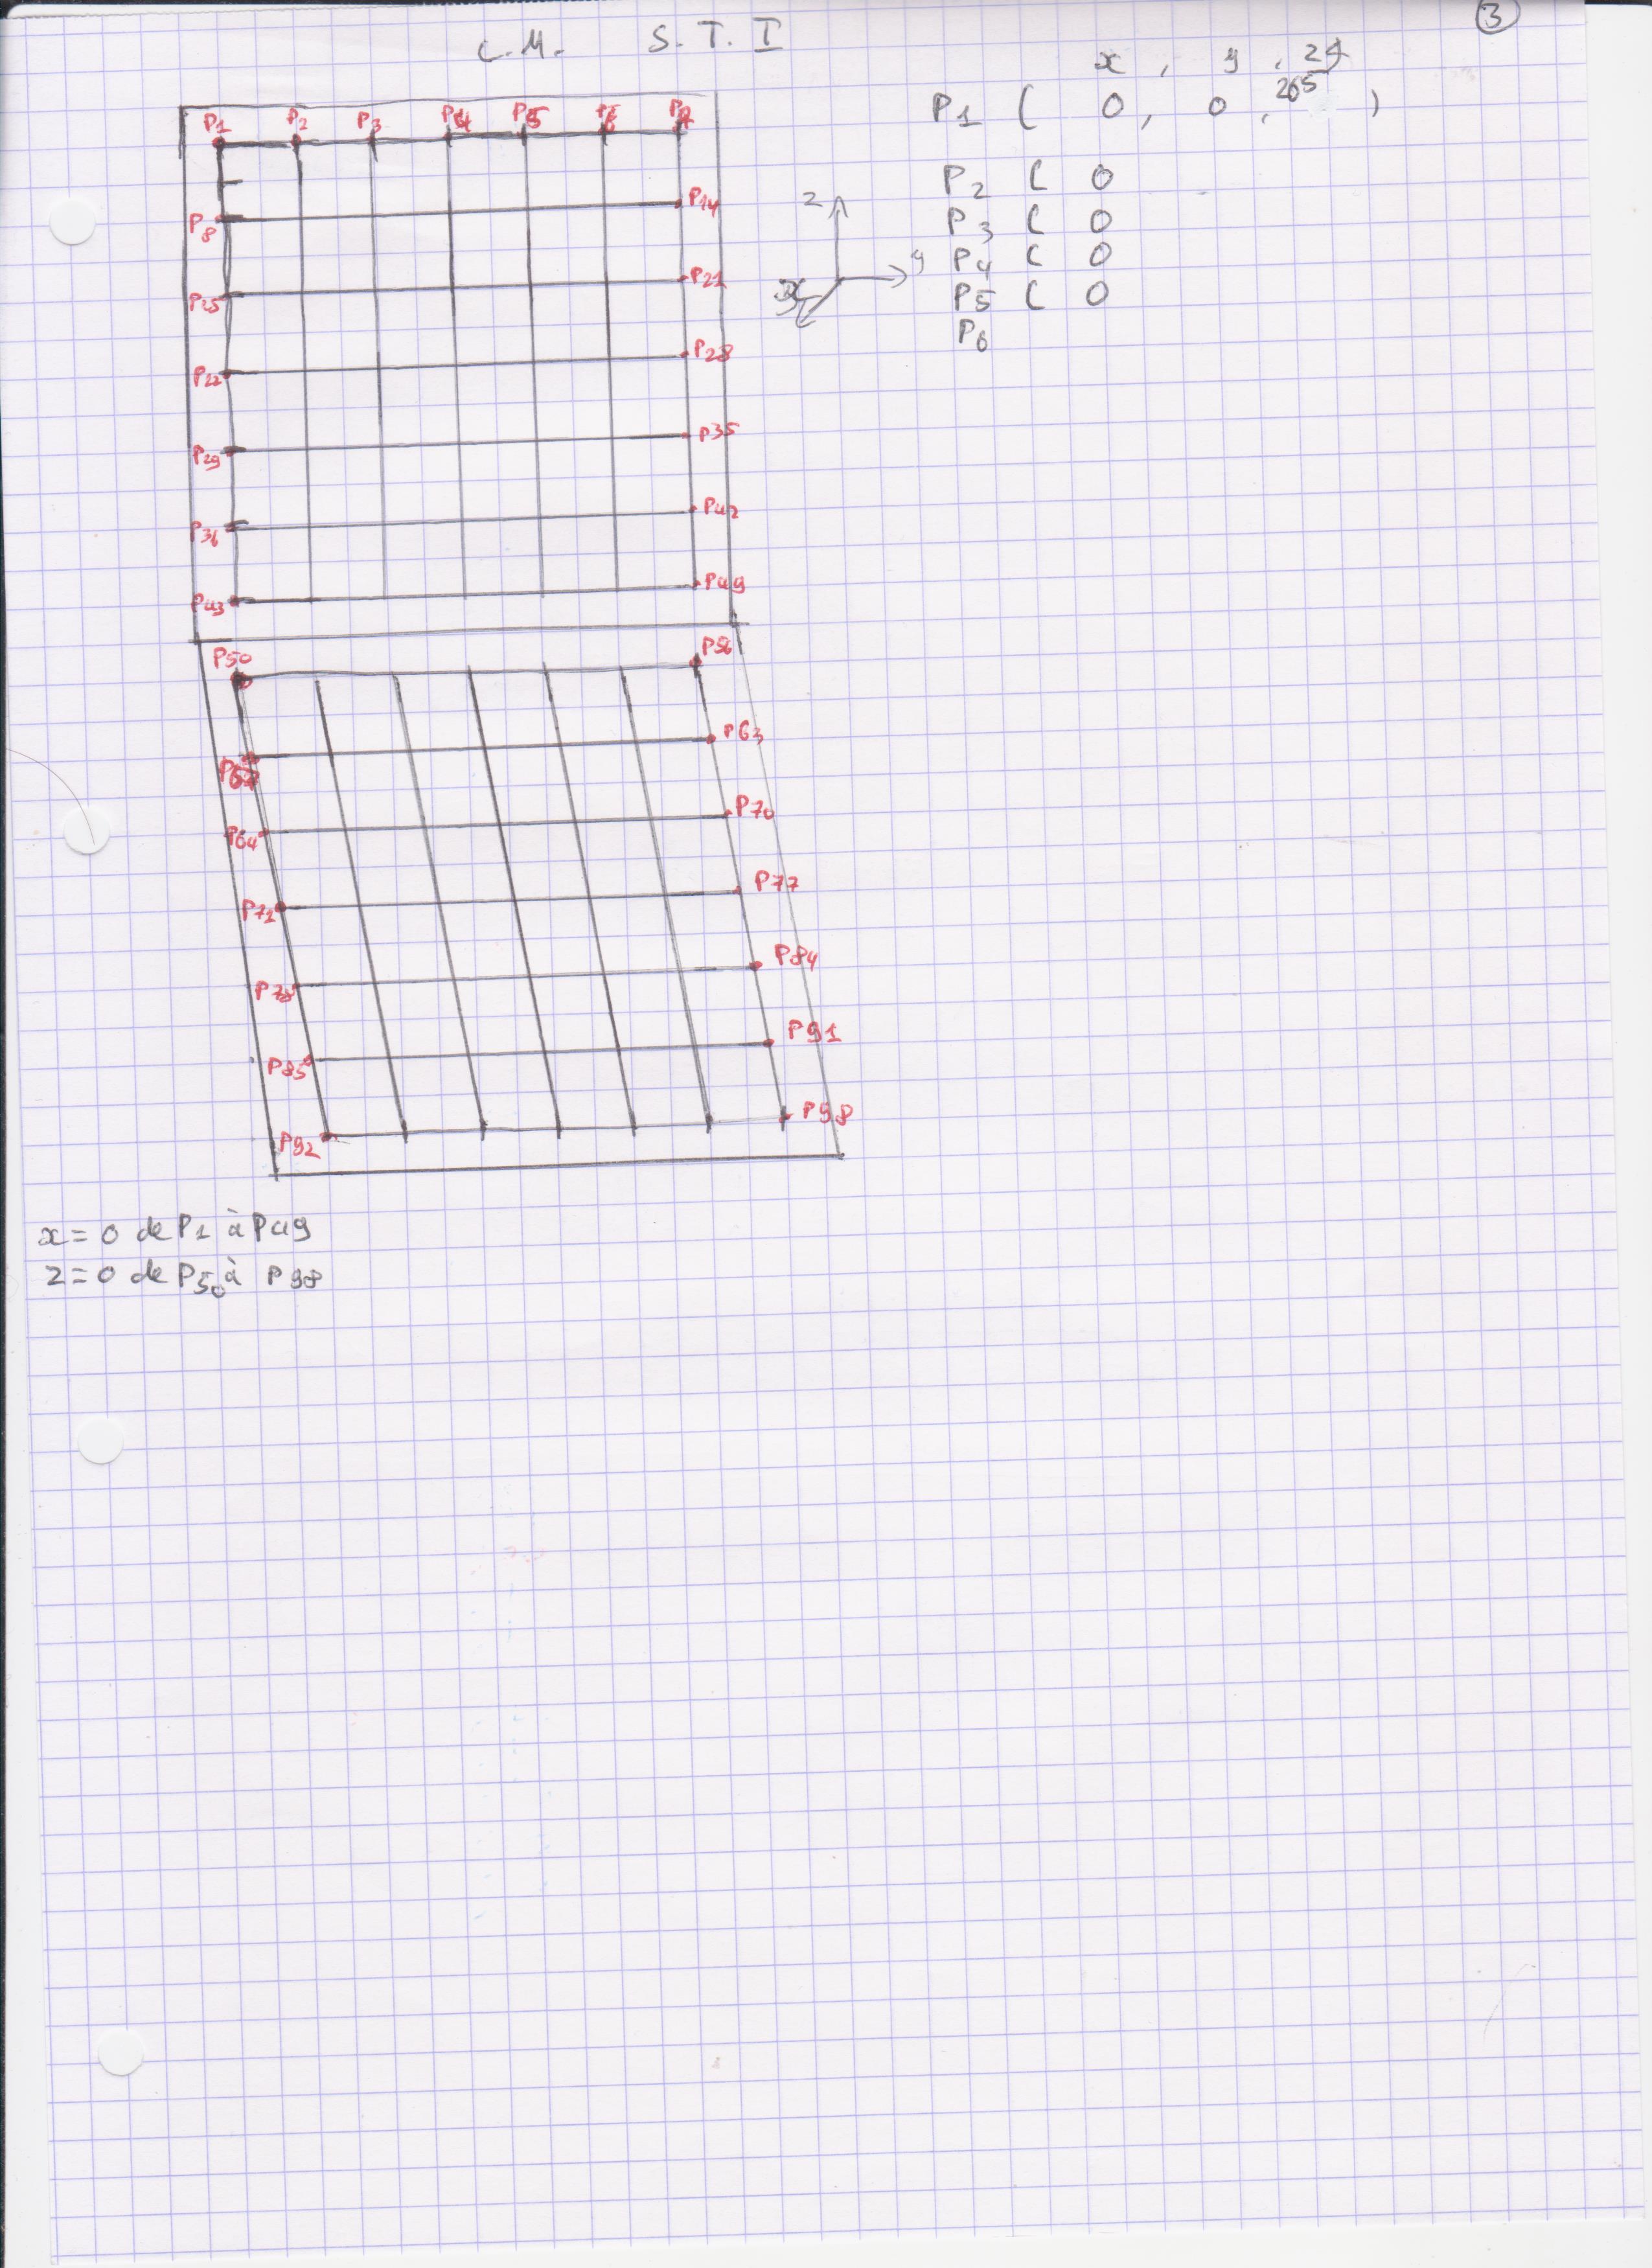 3
C.M. S.T.I
x , y , z
P1 ( 0 , 0 , 265 )
P2 ( 0
P3 ( 0
P4 ( 0
P5 ( 0
P6
z
y
x
P1 P2 P3 P4 P5 P6 P7
P8 P14
P15 P21
P22 P28
P29 P35
P36 P42
P43 P49
P50 P56
P57 P63
P64 P70
P71 P77
P78 P84
P85 P91
P92 P98
x = 0 de P1 à P49
z = 0 de P50 à P98